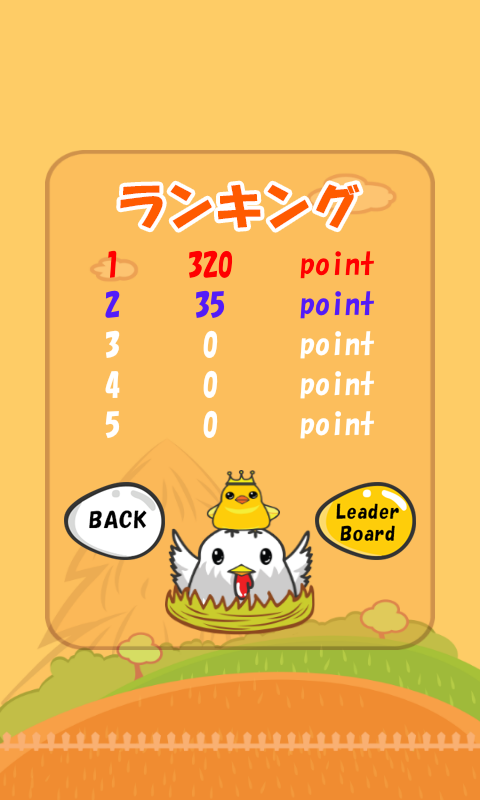 ランキング
1 320 point
2 35 point
3 0 point
4 0 point
5 0 point
BACK
Leader
Board